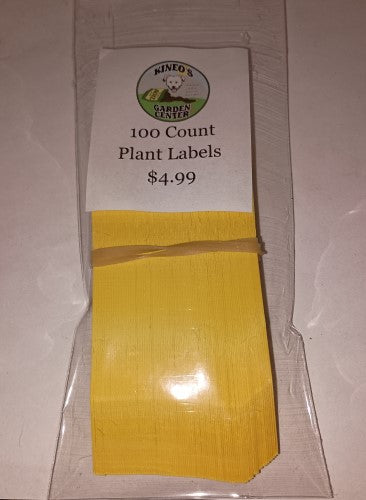 KINEO'S
GARDEN
CENTER
100 Count
Plant Labels
$4.99